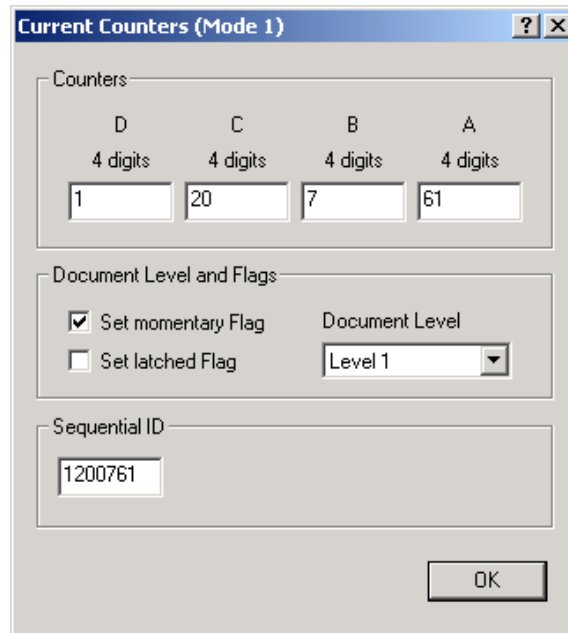 Current Counters (Mode 1)
Counters
D C B A
4 digits 4 digits 4 digits 4 digits
1 20 7 61
Document Level and Flags
Set momentary Flag Document Level
Set latched Flag Level 1
Sequential ID
1200761
OK